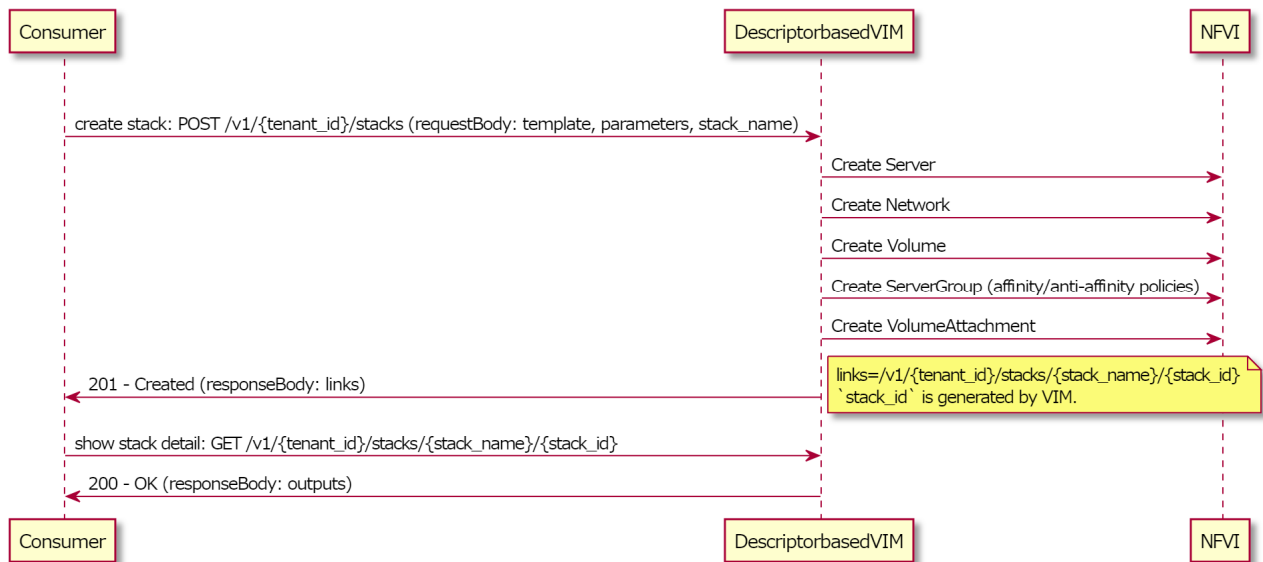 Consumer
DescriptorbasedVIM
NFVI
create stack: POST /v1/{tenant_id}/stacks (requestBody: template, parameters, stack_name)
Create Server
Create Network
Create Volume
Create ServerGroup (affinity/anti-affinity policies)
Create VolumeAttachment
201 - Created (responseBody: links)
links=/v1/{tenant_id}/stacks/{stack_name}/{stack_id}
`stack_id` is generated by VIM.
show stack detail: GET /v1/{tenant_id}/stacks/{stack_name}/{stack_id}
200 - OK (responseBody: outputs)
Consumer
DescriptorbasedVIM
NFVI